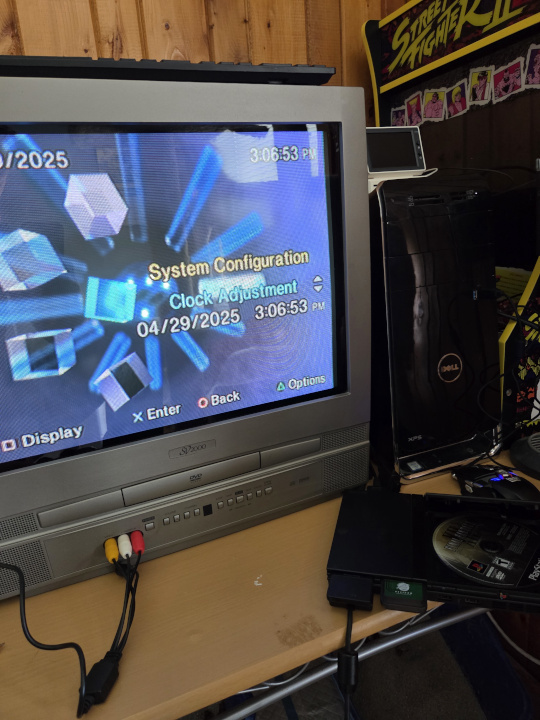 STREET
FIGHTER II
/2025
3:06:53 PM
System Configuration
Clock Adjustment
04/29/2025 3:06:53 PM
Display
Enter
Back
Options
DELL
XPS